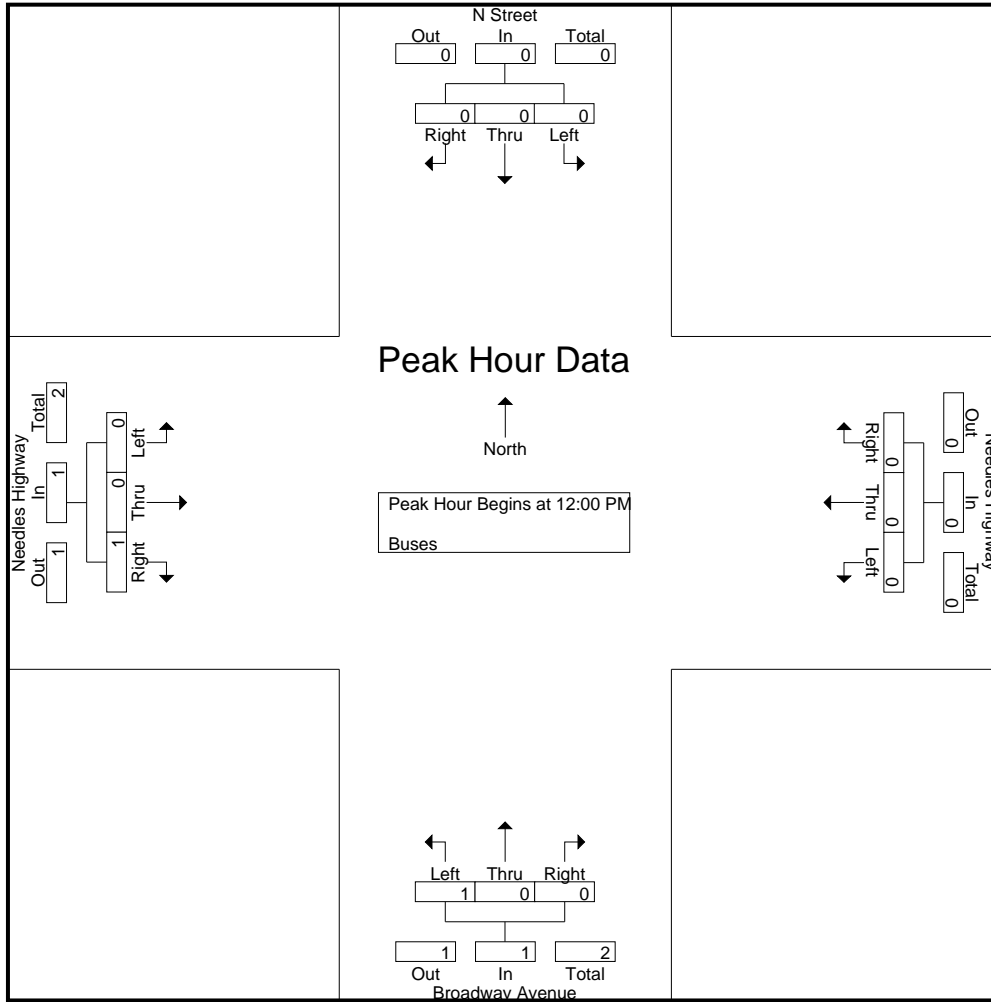 N Street
Out In Total
0 0 0
0 0 0
Right Thru Left
Peak Hour Data
North
Peak Hour Begins at 12:00 PM
Buses
Needles Highway
Total In Out
2 1 1
0 0 1
Left Thru Right
Right Thru Left
0 0 0
Out In Total
0 0 0
Needles Highway
Left Thru Right
1 0 0
1 1 2
Out In Total
Broadway Avenue